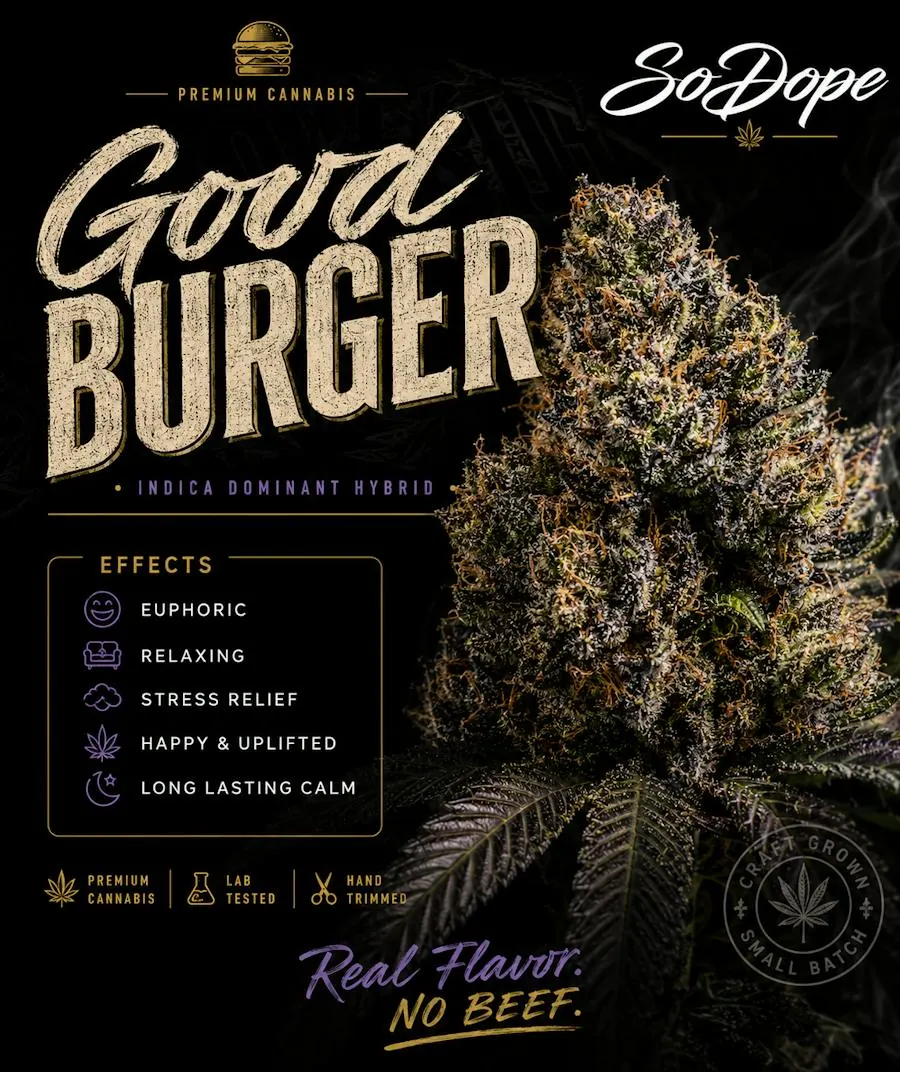 PREMIUM CANNABIS
SoDope
Good
BURGER
• INDICA DOMINANT HYBRID •
EFFECTS
EUPHORIC
RELAXING
STRESS RELIEF
HAPPY & UPLIFTED
LONG LASTING CALM
PREMIUM
CANNABIS
LAB
TESTED
HAND
TRIMMED
CRAFT GROWN
SMALL BATCH
Real Flavor.
NO BEEF.